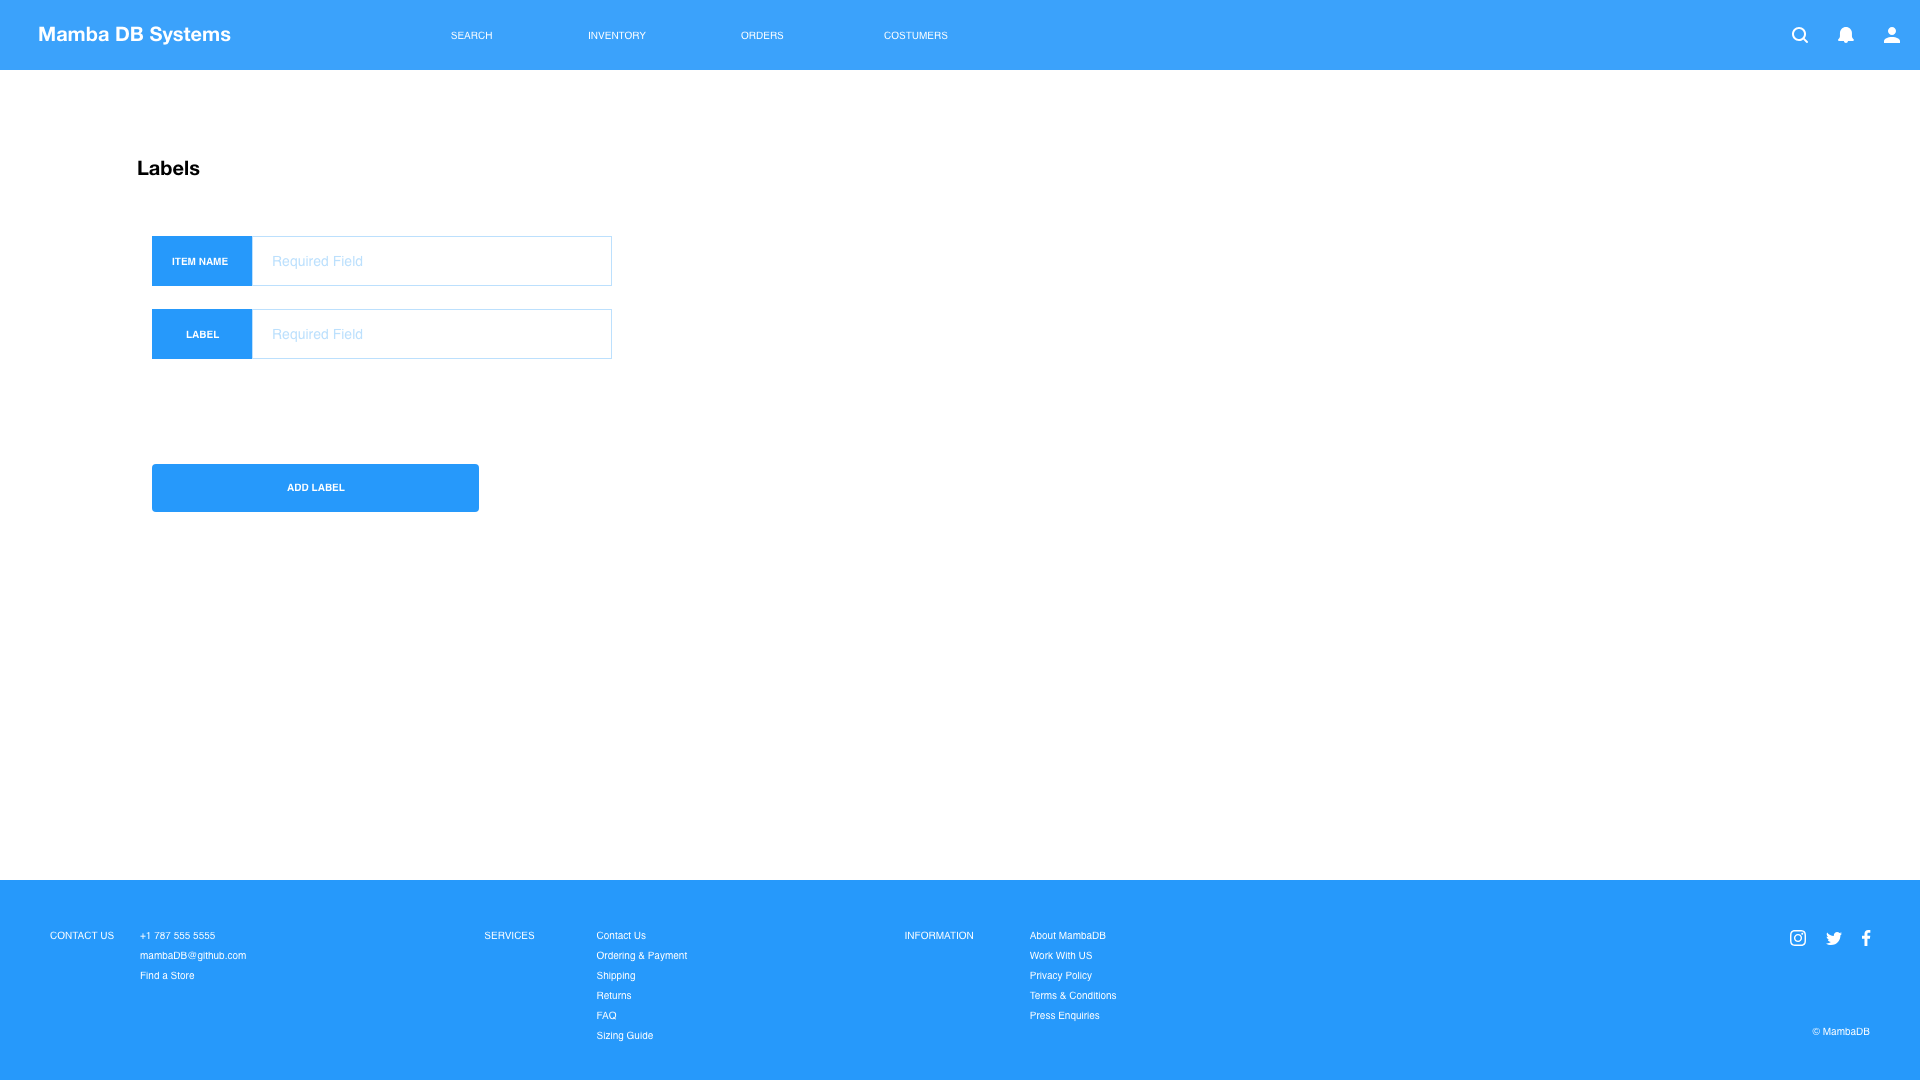 Mamba DB Systems
SEARCH
INVENTORY
ORDERS
COSTUMERS
Labels
ITEM NAME
Required Field
LABEL
Required Field
ADD LABEL
CONTACT US
+1 787 555 5555
mambaDB@github.com
Find a Store
SERVICES
Contact Us
Ordering & Payment
Shipping
Returns
FAQ
Sizing Guide
INFORMATION
About MambaDB
Work With US
Privacy Policy
Terms & Conditions
Press Enquiries
© MambaDB